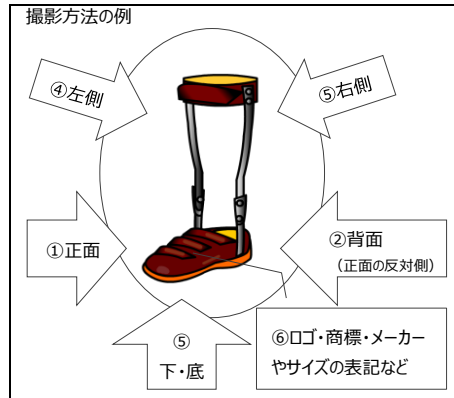 撮影方法の例
④左側
⑤右側
①正面
②背面
(正面の反対側)
⑤
下・底
⑥ロゴ・商標・メーカー
やサイズの表記など